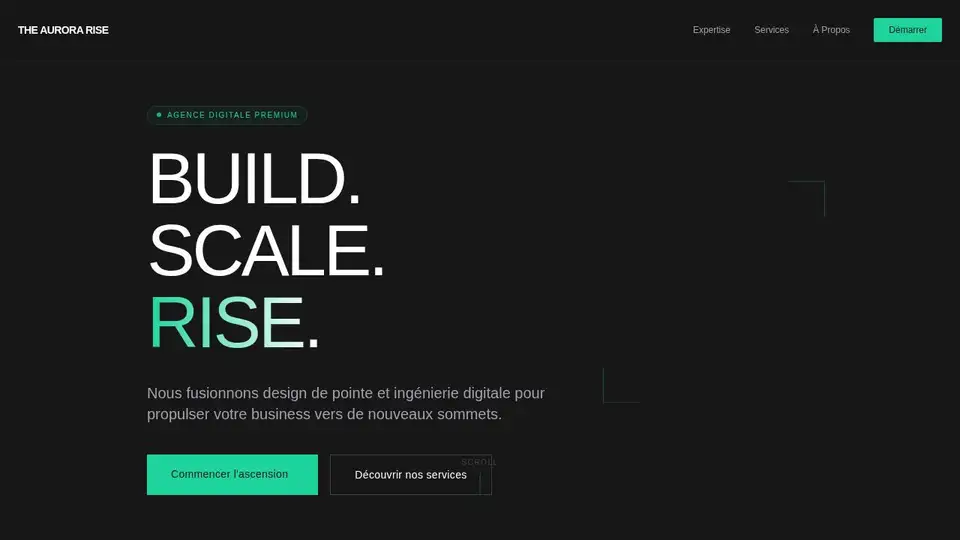 THE AURORA RISE
Expertise
Services
À Propos
Démarrer
AGENCE DIGITALE PREMIUM
BUILD.
SCALE.
RISE.
Nous fusionnons design de pointe et ingénierie digitale pour
propulser votre business vers de nouveaux sommets.
Commencer l'ascension
Découvrir nos services
SCROLL